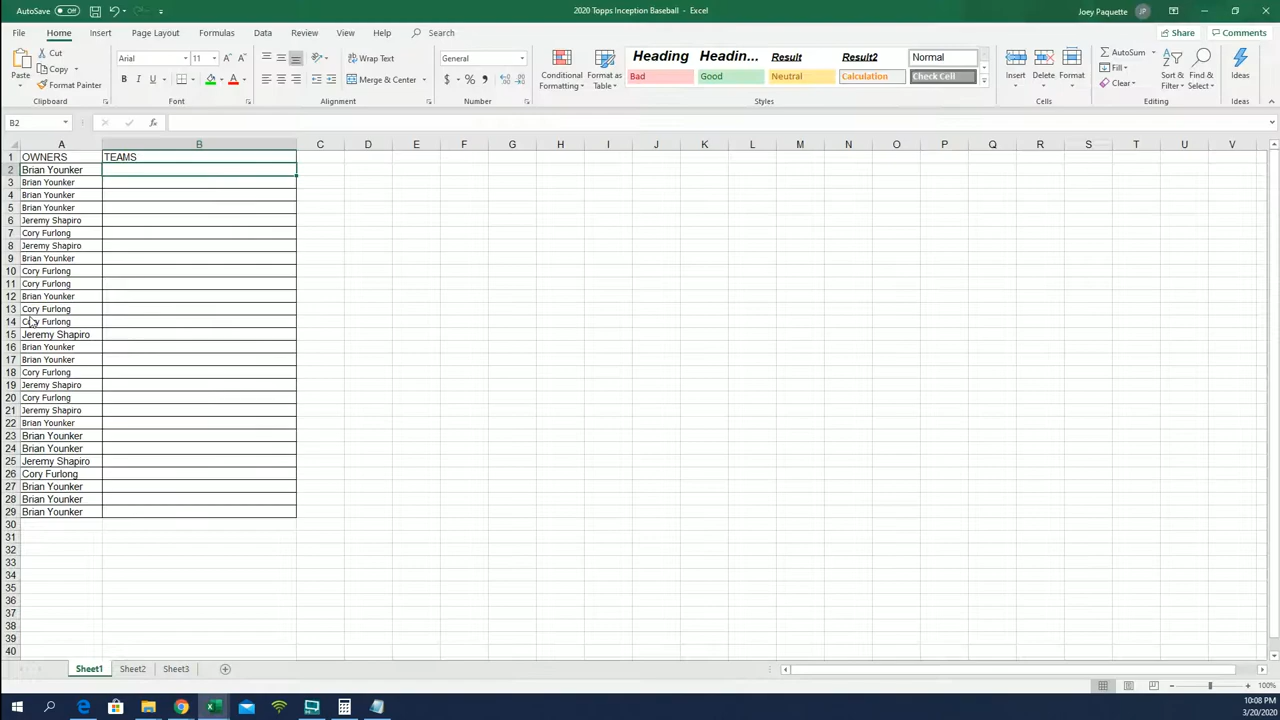 AutoSave Off 2020 Topps Inception Baseball - Excel Joey Paquette JP
File Home Insert Page Layout Formulas Data Review View Help Search Share Comments
Paste Cut Copy Format Painter Clipboard
Arial 11 B I U A Font
Wrap Text Merge & Center Alignment
General $ % Number
Conditional Formatting Format as Table
Heading Headin... Result Result2 Normal
Bad Good Neutral Calculation Check Cell
Styles
Insert Delete Format Cells
AutoSum Fill Clear Sort & Filter Find & Select Editing
Ideas Ideas
B2 fx
A B C D E F G H I J K L M N O P Q R S T U V
1 OWNERS TEAMS
2 Brian Younker
3 Brian Younker
4 Brian Younker
5 Brian Younker
6 Jeremy Shapiro
7 Cory Furlong
8 Jeremy Shapiro
9 Brian Younker
10 Cory Furlong
11 Cory Furlong
12 Brian Younker
13 Cory Furlong
14 Cory Furlong
15 Jeremy Shapiro
16 Brian Younker
17 Brian Younker
18 Cory Furlong
19 Jeremy Shapiro
20 Cory Furlong
21 Jeremy Shapiro
22 Brian Younker
23 Brian Younker
24 Brian Younker
25 Jeremy Shapiro
26 Cory Furlong
27 Brian Younker
28 Brian Younker
29 Brian Younker
30
31
32
33
34
35
36
37
38
39
40
Sheet1 Sheet2 Sheet3
100%
10:08 PM
3/20/2020